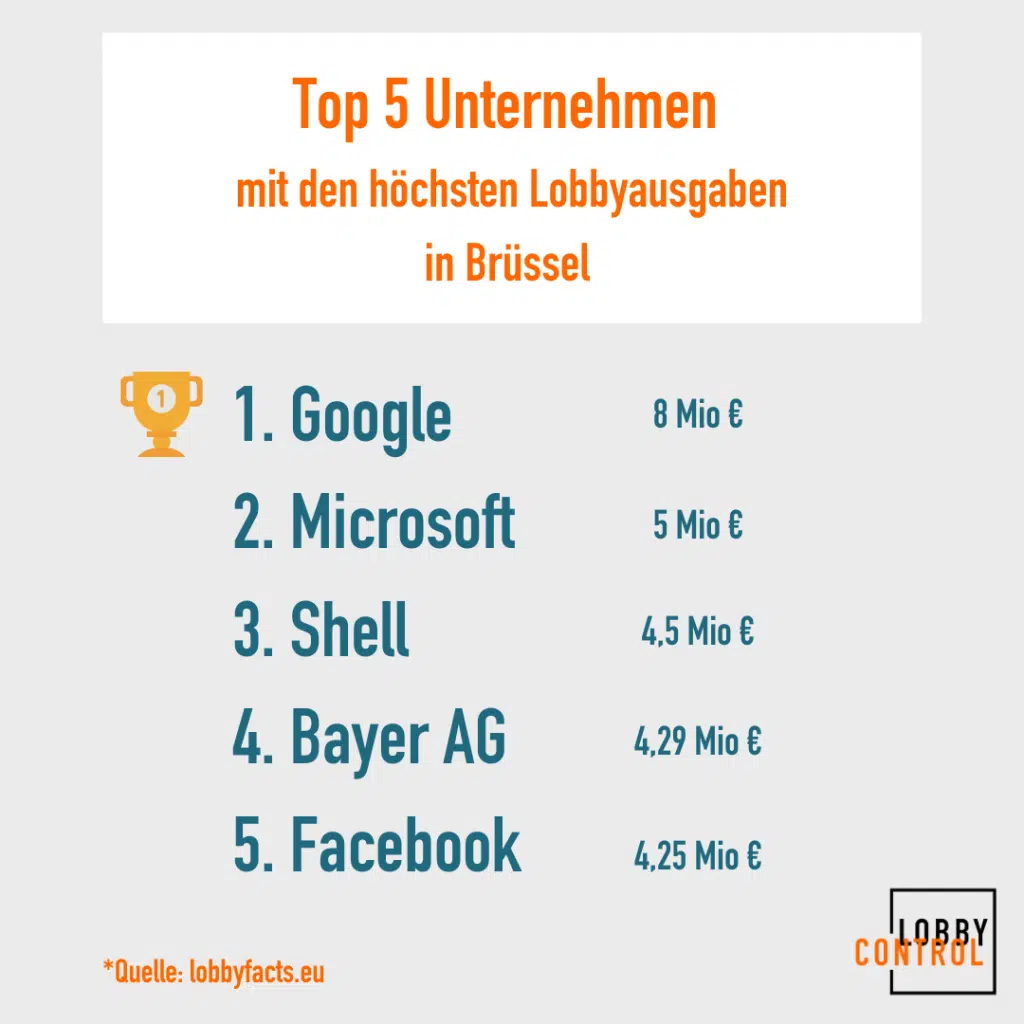 Top 5 Unternehmen
mit den höchsten Lobbyausgaben
in Brüssel
1
1. Google 8 Mio €
2. Microsoft 5 Mio €
3. Shell 4,5 Mio €
4. Bayer AG 4,29 Mio €
5. Facebook 4,25 Mio €
LOBBY
CONTROL
*Quelle: lobbyfacts.eu